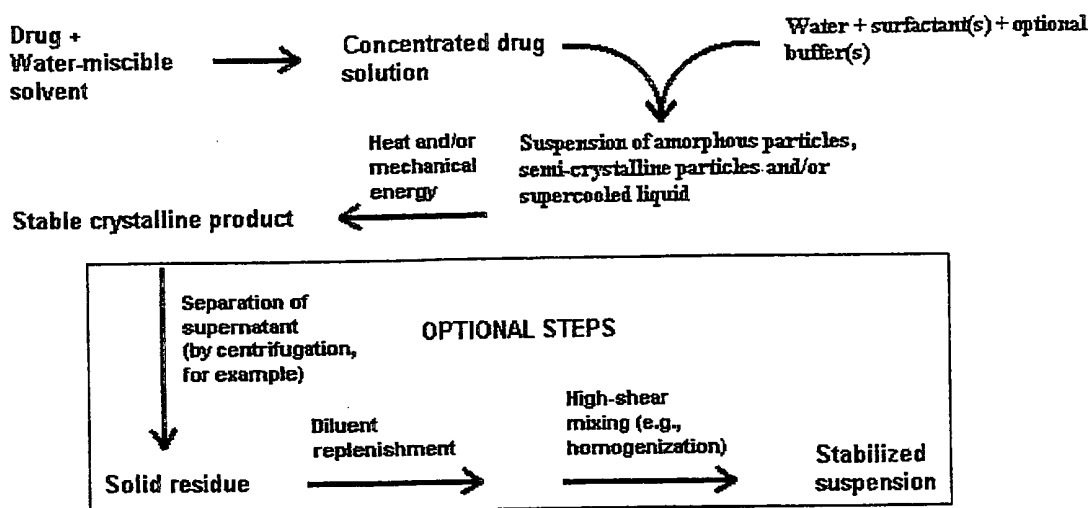 Drug +
Water-miscible
solvent
Concentrated drug
solution
Water + surfactant(s) + optional
buffer(s)
Heat and/or
mechanical
energy
Suspension of amorphous particles,
semi-crystalline particles and/or
supercooled liquid
Stable crystalline product
Separation of
supernatant
(by centrifugation,
for example)
OPTIONAL STEPS
Diluent
replenishment
High-shear
mixing (e.g.,
homogenization)
Solid residue
Stabilized
suspension